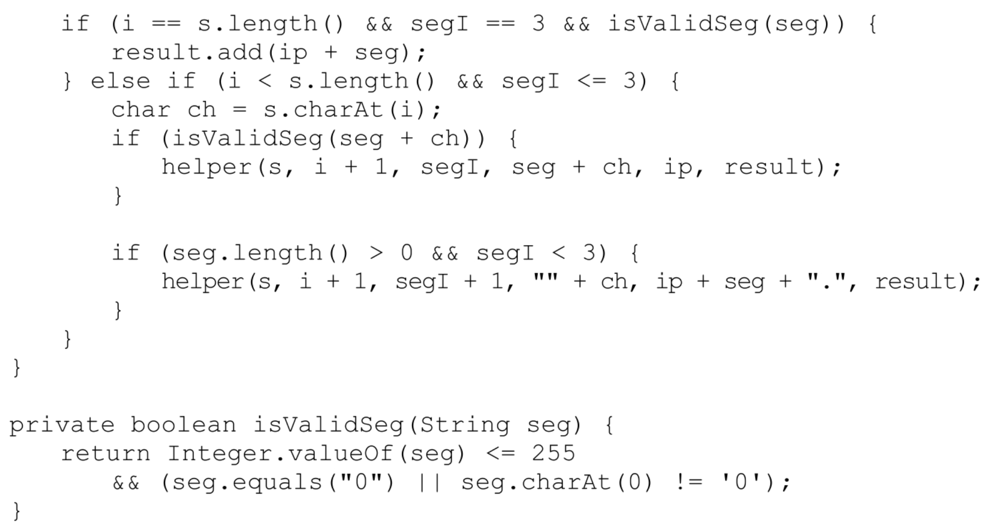 if (i == s.length() && segI == 3 && isValidSeg(seg)) {
        result.add(ip + seg);
    } else if (i < s.length() && segI <= 3) {
        char ch = s.charAt(i);
        if (isValidSeg(seg + ch)) {
            helper(s, i + 1, segI, seg + ch, ip, result);
        }

        if (seg.length() > 0 && segI < 3) {
            helper(s, i + 1, segI + 1, "" + ch, ip + seg + ".", result);
        }
    }
}

private boolean isValidSeg(String seg) {
    return Integer.valueOf(seg) <= 255
        && (seg.equals("0") || seg.charAt(0) != '0');
}